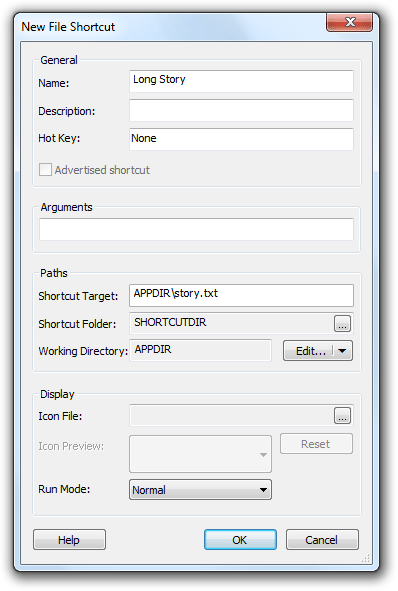 New File Shortcut
General
Name: Long Story
Description:
Hot Key: None
Advertised shortcut
Arguments
Paths
Shortcut Target: APPDIR\story.txt
Shortcut Folder: SHORTCUTDIR ...
Working Directory: APPDIR Edit...
Display
Icon File: ...
Icon Preview: Reset
Run Mode: Normal
Help OK Cancel